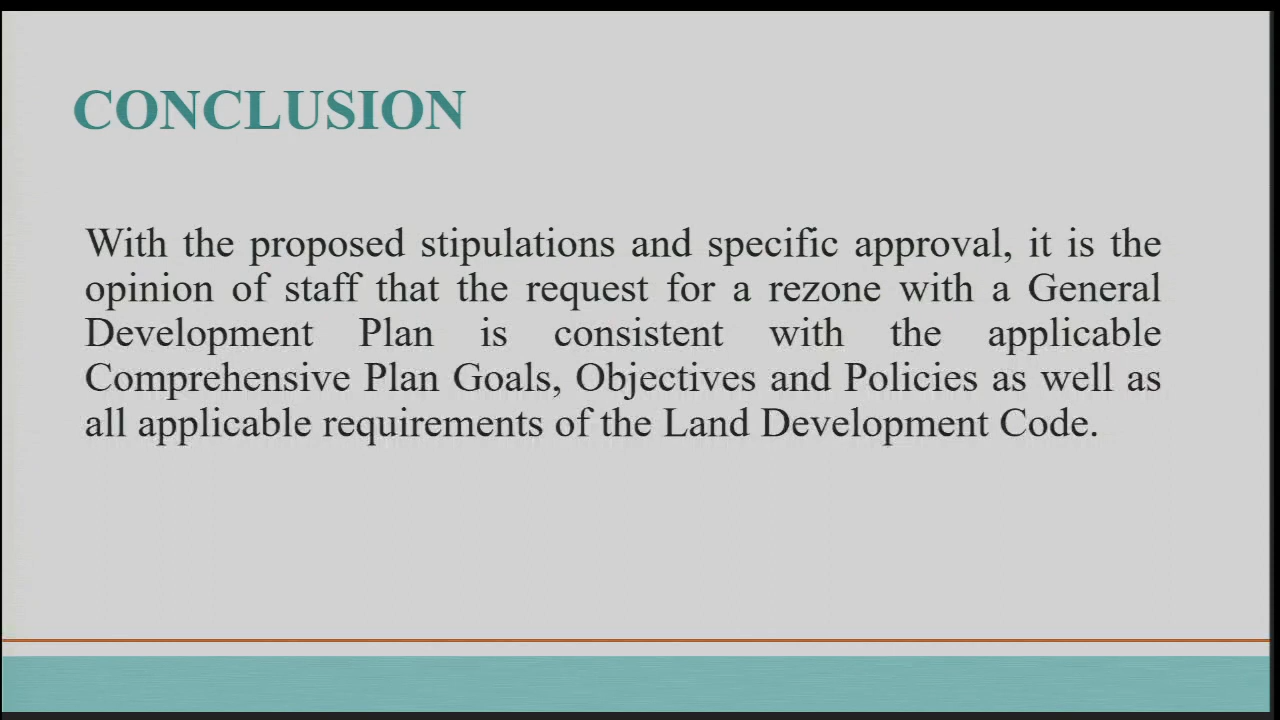 CONCLUSION
With the proposed stipulations and specific approval, it is the
opinion of staff that the request for a rezone with a General
Development Plan is consistent with the applicable
Comprehensive Plan Goals, Objectives and Policies as well as
all applicable requirements of the Land Development Code.